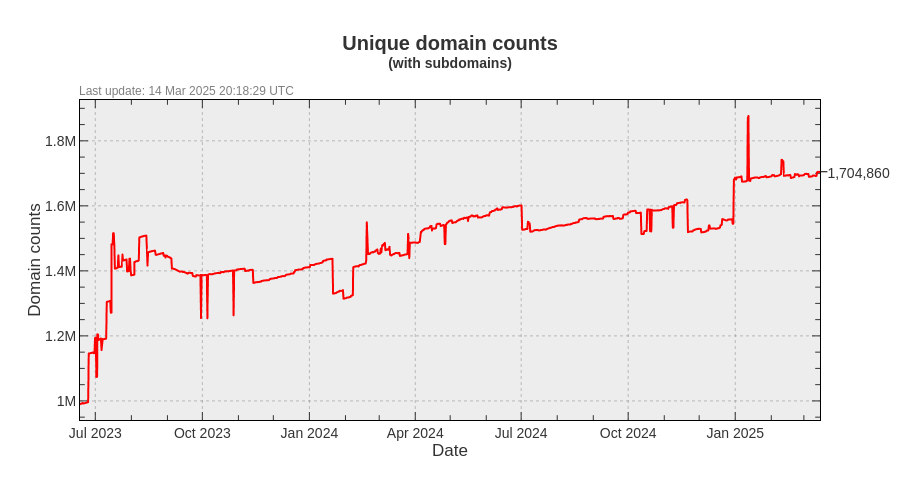 Unique domain counts
(with subdomains)
Last update: 14 Mar 2025 20:18:29 UTC
1.8M
1,704,860
1.6M
1.4M
1.2M
1M
Domain counts
Jul 2023 Oct 2023 Jan 2024 Apr 2024 Jul 2024 Oct 2024 Jan 2025
Date